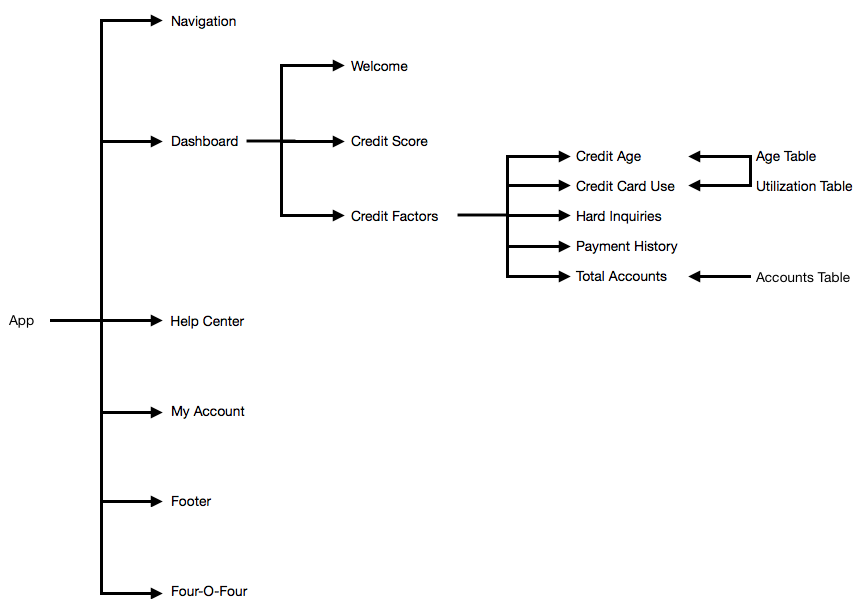 Navigation
Welcome
Dashboard
Credit Score
Credit Age
Age Table
Credit Card Use
Utilization Table
Credit Factors
Hard Inquiries
Payment History
Total Accounts
Accounts Table
App
Help Center
My Account
Footer
Four-O-Four